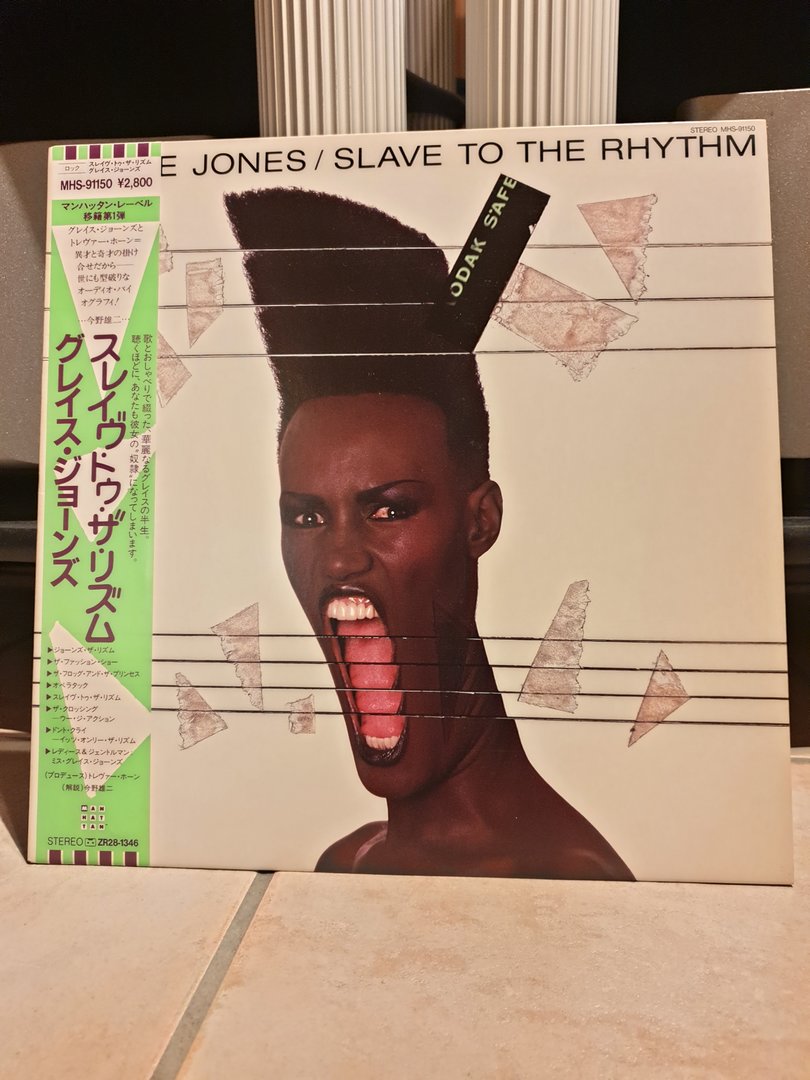 STEREO MHS-91150
E JONES / SLAVE TO THE RHYTHM
ロック
スレイヴ・トゥ・ザ・リズム
グレイス・ジョーンズ
MHS-91150 ¥2,800
マンハッタン・レーベル
移籍第1弾
グレイス・ジョーンズと
トレヴァー・ホーン=
異才と奇才の掛け
合せだから——
世にも型破りな
オーディオ・バイ
オグラフィ!
…今野雄二…
歌とおしゃべりで綴った、華麗なるグレイスの半生。
聴くほどに、あなたも彼女の“奴隷”になってしまいます。
スレイヴ・トゥ・ザ・リズム
グレイス・ジョーンズ
▶ジョーンズ・ザ・リズム
▶ザ・ファッション・ショー
▶ザ・フロッグ・アンド・ザ・プリンセス
▶オペラタック
▶スレイヴ・トゥ・ザ・リズム
▶ザ・クロッシング
—ウー・ジ・アクション
▶ドント・クライ
—イッツ・オンリー・ザ・リズム
▶レディース&ジェントルマン:
ミス・グレイス・ジョーンズ
(プロデュース)トレヴァー・ホーン
(解説)今野雄二
MAN
HAT
TAN
STEREO ZR28-1346
ODAK SAFE